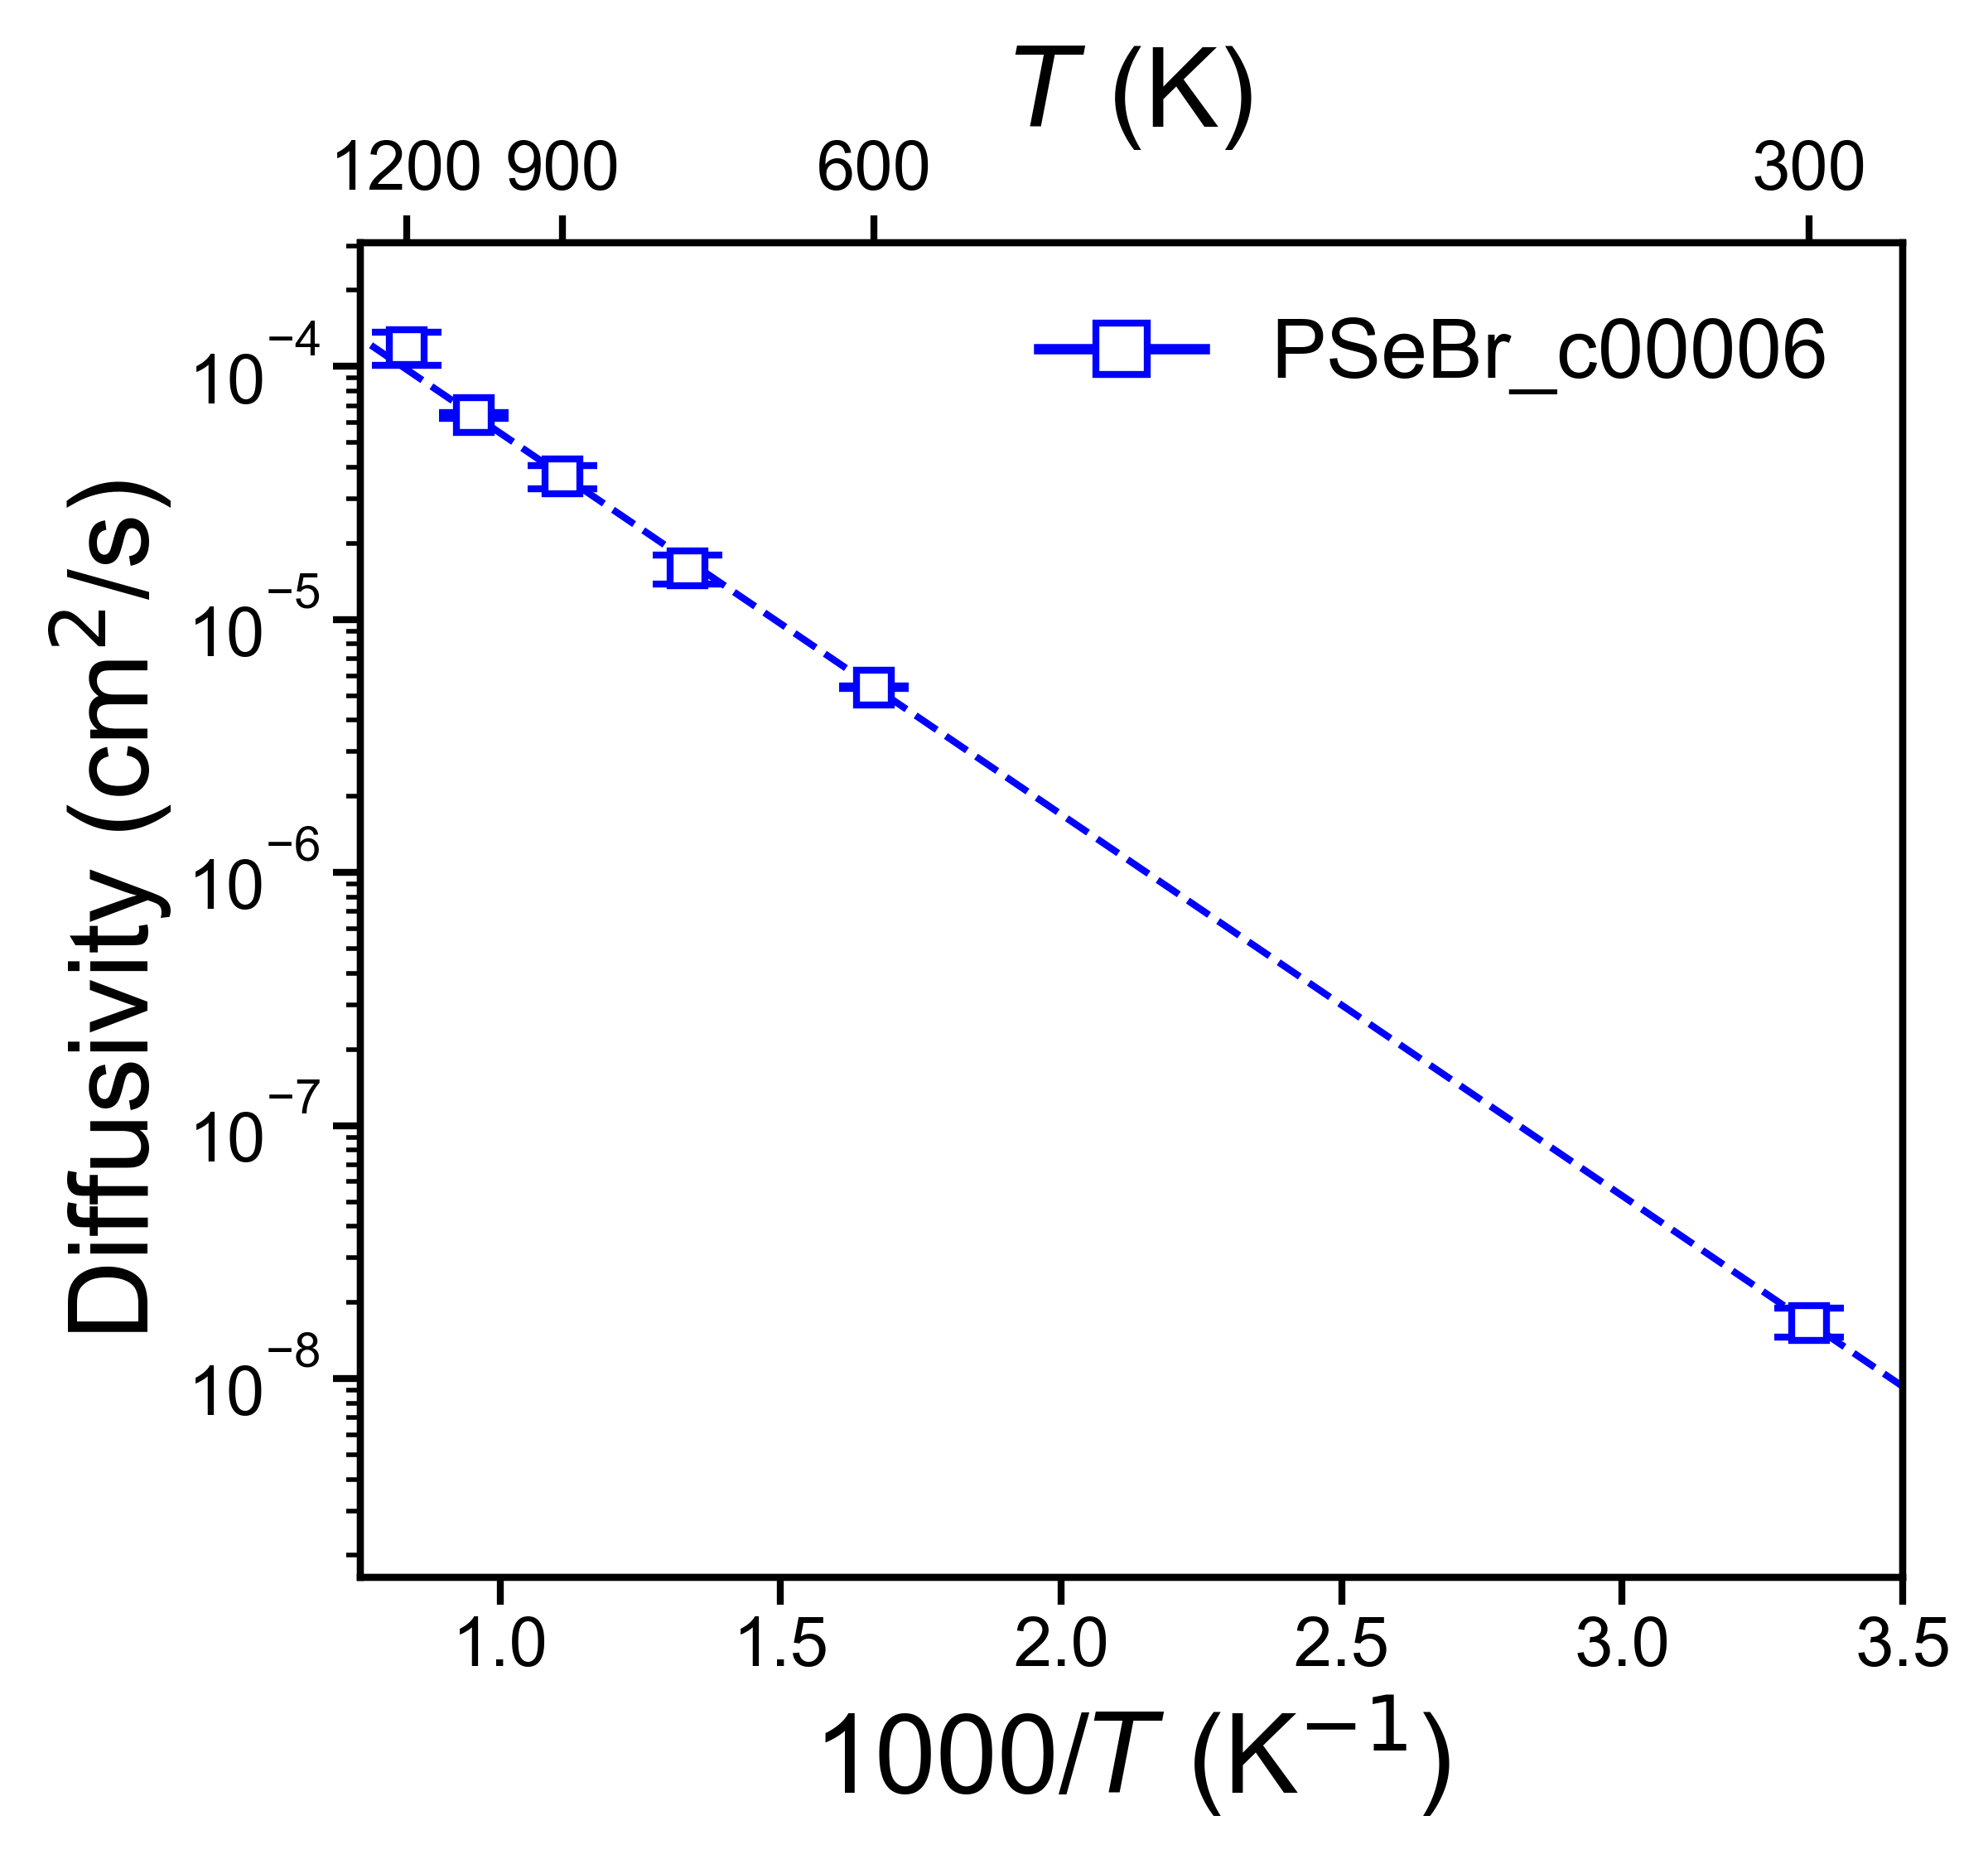 T (K)
1200 900 600 300
PSeBr_c00006
10⁻⁴
10⁻⁵
10⁻⁶
10⁻⁷
10⁻⁸
Diffusivity (cm²/s)
1.0 1.5 2.0 2.5 3.0 3.5
1000/T (K⁻¹)